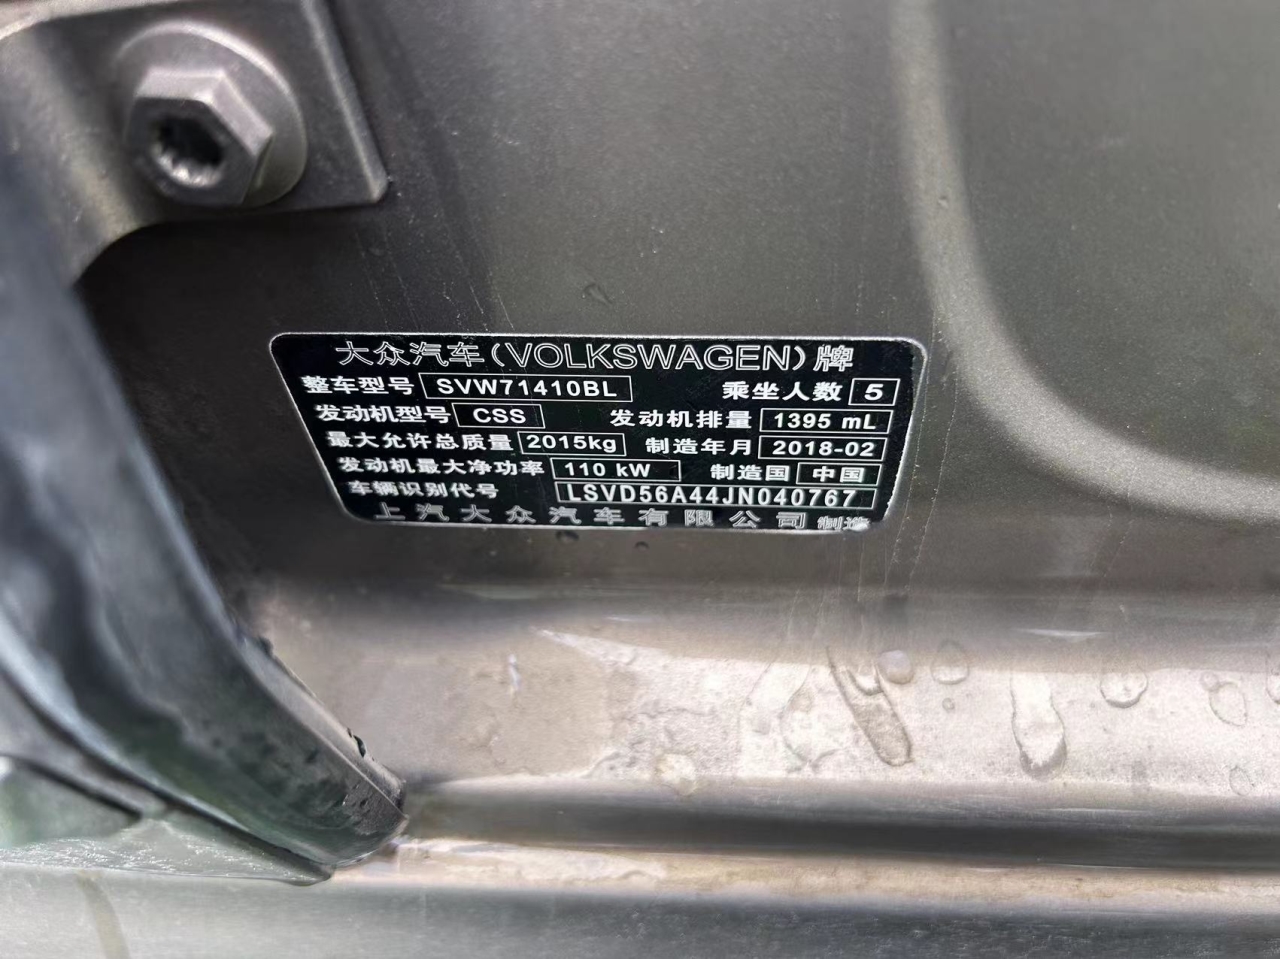 大众汽车(VOLKSWAGEN)牌
整车型号 SVW71410BL 乘坐人数 5
发动机型号 CSS 发动机排量 1395 mL
最大允许总质量 2015kg 制造年月 2018-02
发动机最大净功率 110 kW 制造国 中国
车辆识别代号 LSVD56A44JN040767
上汽大众汽车有限公司 制造